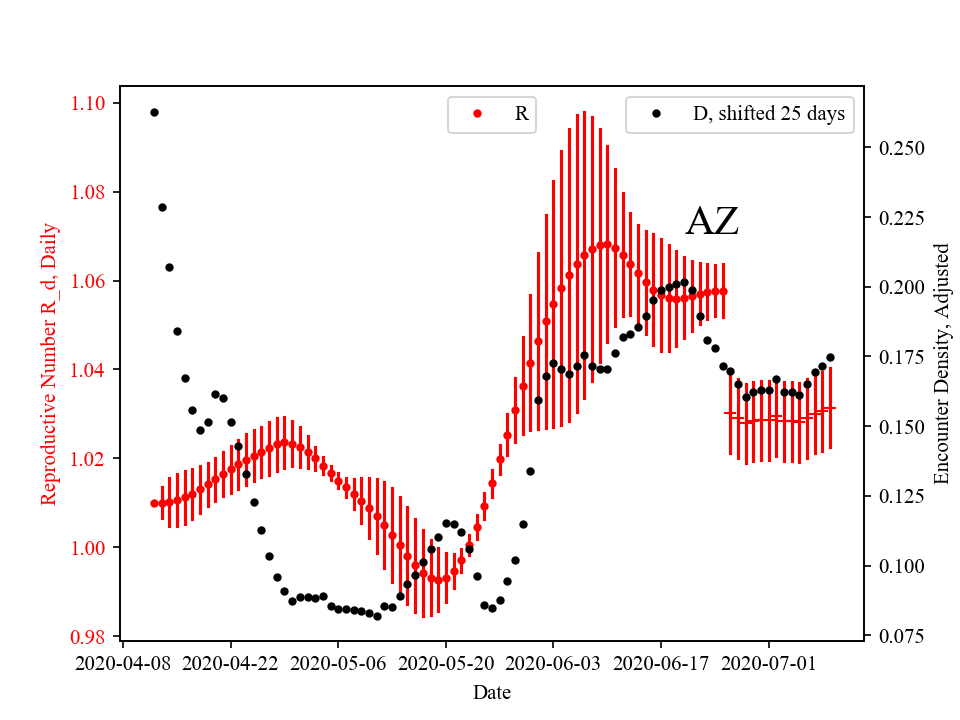 R
D, shifted 25 days
AZ
Reproductive Number R_d, Daily
1.10
1.08
1.06
1.04
1.02
1.00
0.98
Encounter Density, Adjusted
0.250
0.225
0.200
0.175
0.150
0.125
0.100
0.075
2020-04-08 2020-04-22 2020-05-06 2020-05-20 2020-06-03 2020-06-17 2020-07-01
Date